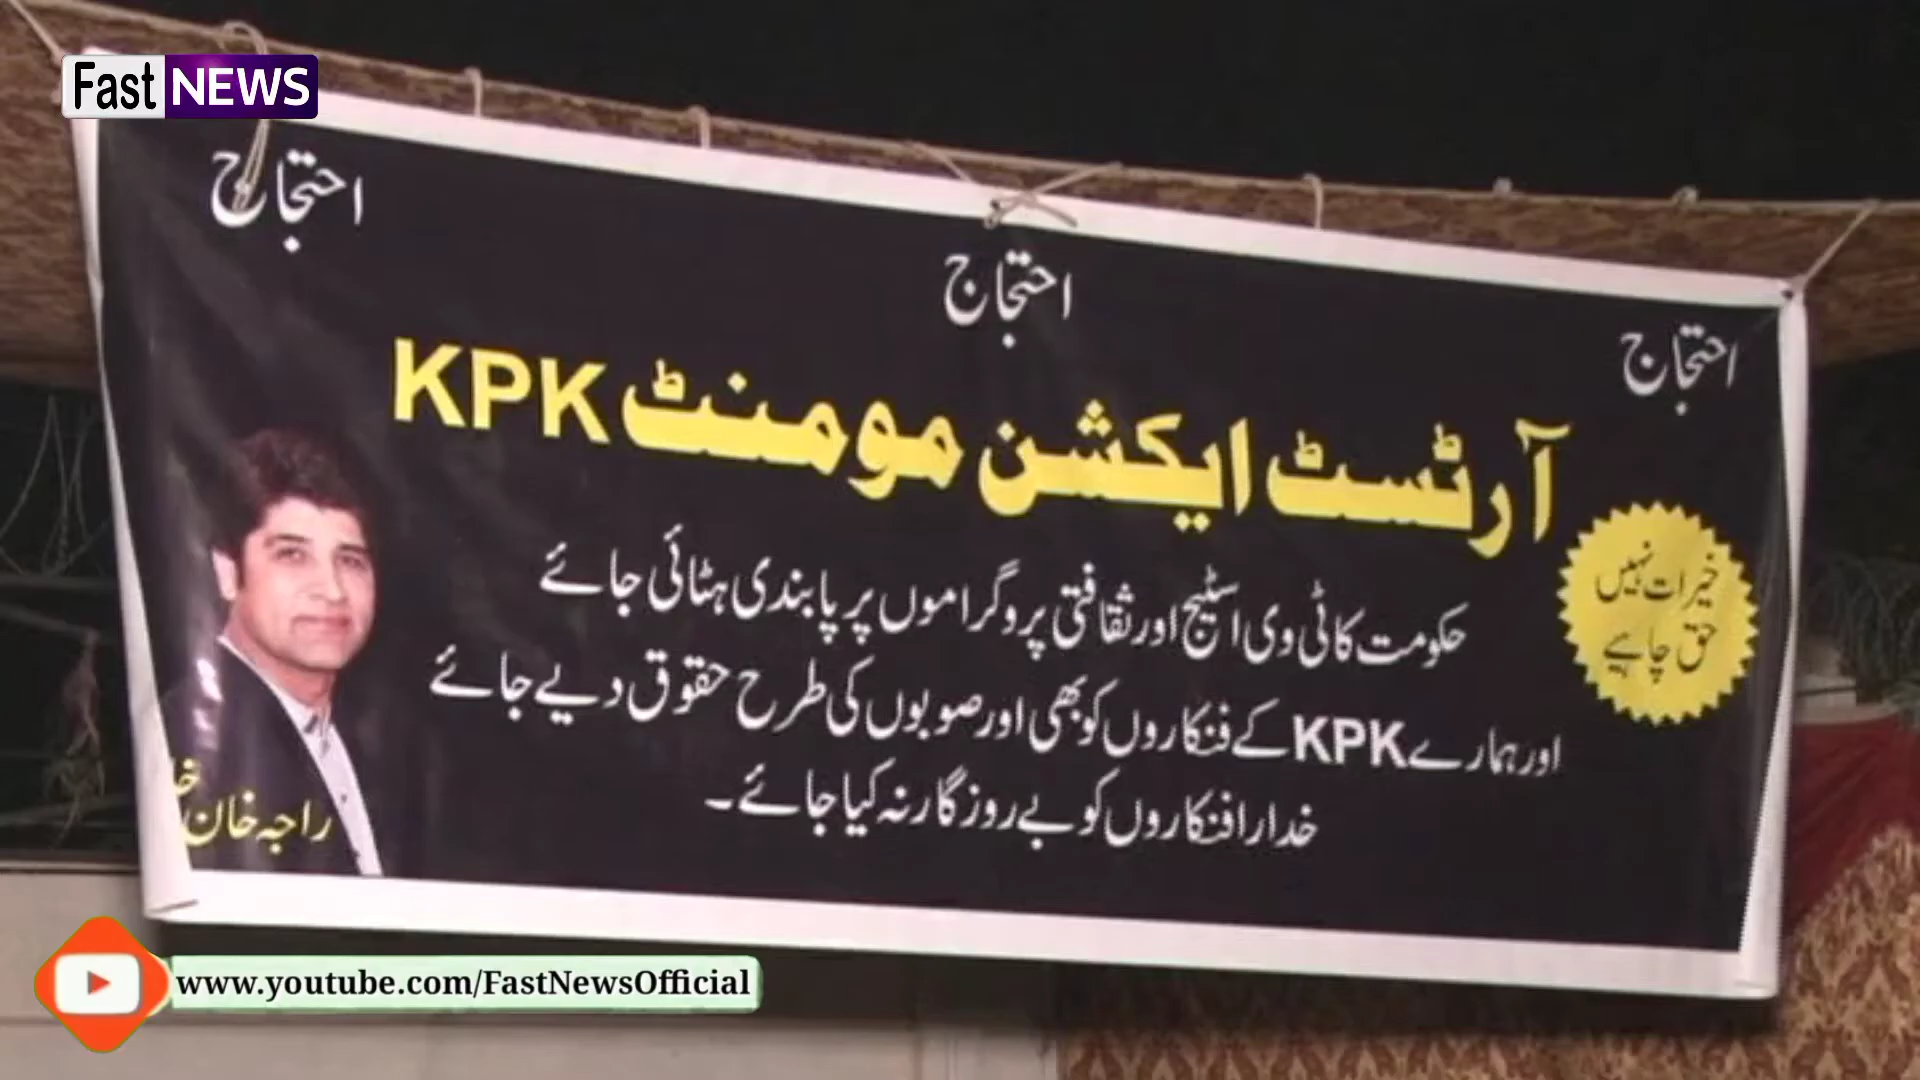 Fast NEWS
احتجاج
احتجاج
احتجاج
آرٹسٹ ایکشن مومنٹ KPK
خیرات نہیں
حق چاہیے
حکومت کا ٹی وی اسٹیج اور ثقافتی پروگراموں پر پابندی ہٹائی جائے
اور ہمارے KPK کے فنکاروں کو بھی اور صوبوں کی طرح حقوق دیے جائے
خدارا فنکاروں کو بے روزگار نہ کیا جائے۔
راجہ خان
www.youtube.com/FastNewsOfficial